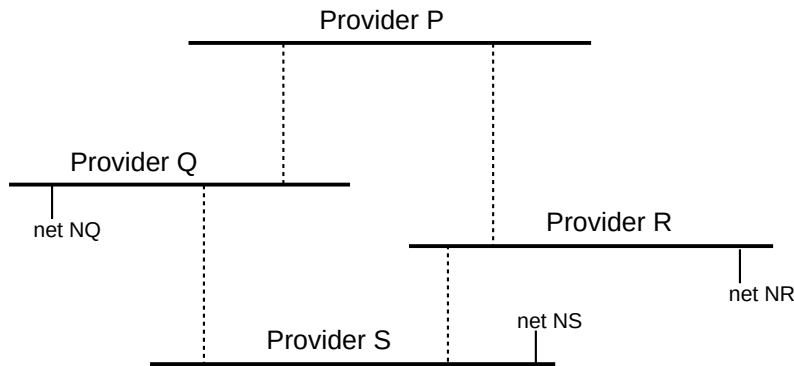 Provider P
Provider Q
net NQ
Provider R
net NR
net NS
Provider S